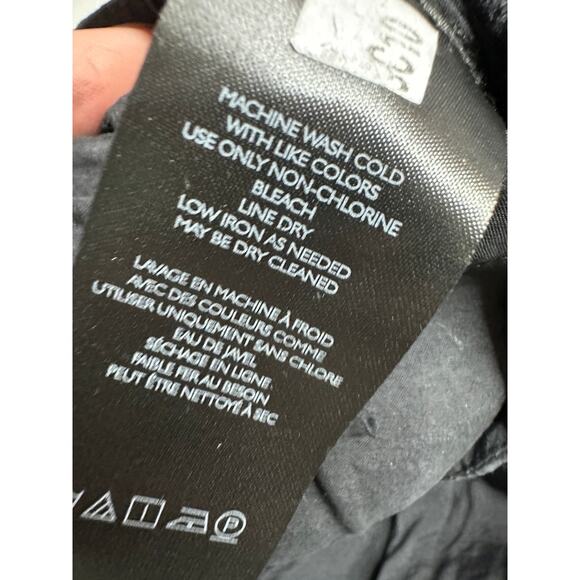 MACHINE WASH COLD
WITH LIKE COLORS
USE ONLY NON-CHLORINE
BLEACH
LINE DRY
LOW IRON AS NEEDED
MAY BE DRY CLEANED
LAVAGE EN MACHINE À FROID
AVEC DES COULEURS COMME
UTILISER UNIQUEMENT SANS CHLORE
EAU DE JAVEL
SÉCHAGE EN LIGNE
FAIBLE FER AU BESOIN
PEUT ÊTRE NETTOYÉ À SEC
P